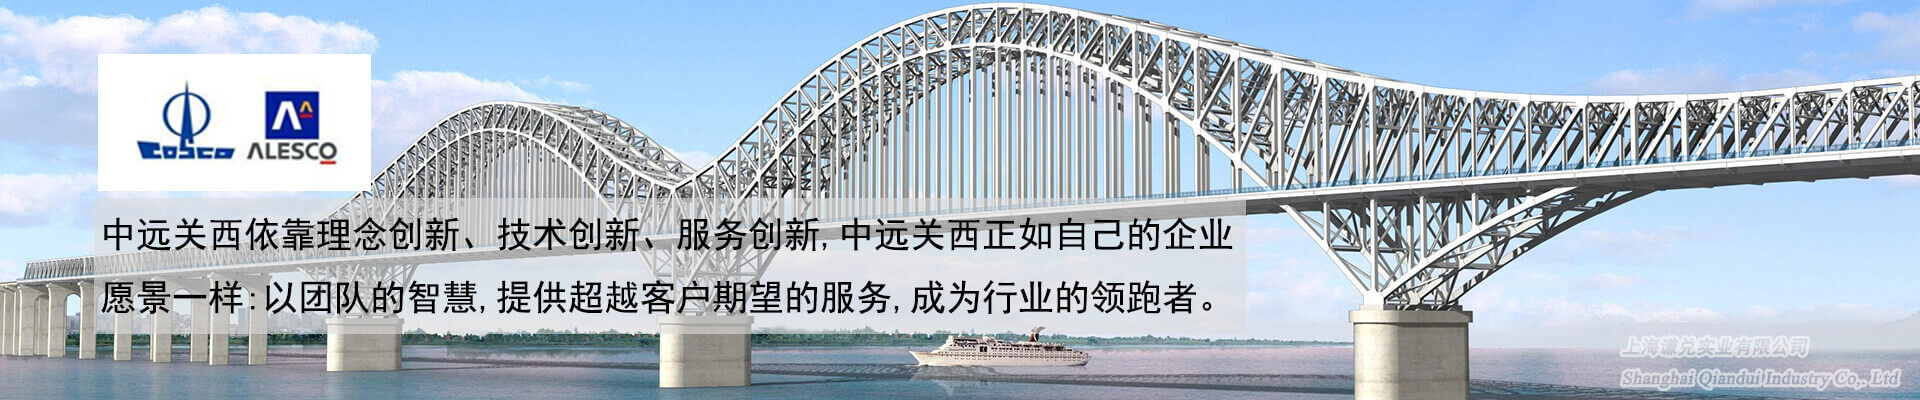 COSCO
ALESCO
中远关西依靠理念创新、技术创新、服务创新,中远关西正如自己的企业
愿景一样:以团队的智慧,提供超越客户期望的服务,成为行业的领跑者。
上海谦兑实业有限公司
Shanghai Qiandui Industry Co,. Ltd